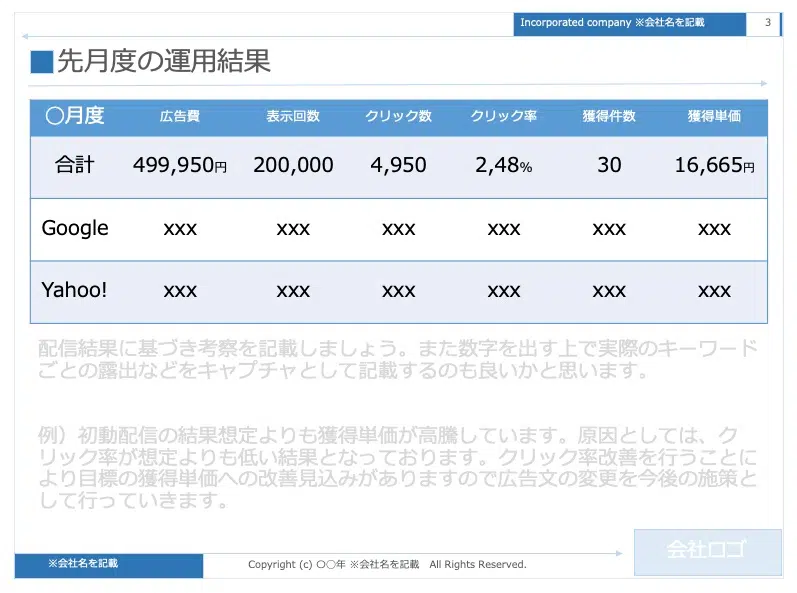 Incorporated company ※会社名を記載
3
■先月度の運用結果
〇月度 広告費 表示回数 クリック数 クリック率 獲得件数 獲得単価
合計 499,950円 200,000 4,950 2,48% 30 16,665円
Google xxx xxx xxx xxx xxx xxx
Yahoo! xxx xxx xxx xxx xxx xxx
配信結果に基づき考察を記載しましょう。また数字を出す上で実際のキーワード
ごとの露出などをキャプチャとして記載するのも良いかと思います。
例）初動配信の結果想定よりも獲得単価が高騰しています。原因としては、ク
リック率が想定よりも低い結果となっております。クリック率改善を行うことに
より目標の獲得単価への改善見込みがありますので広告文の変更を今後の施策と
して行っていきます。
会社ロゴ
※会社名を記載
Copyright (c) 〇〇年 ※会社名を記載 All Rights Reserved.